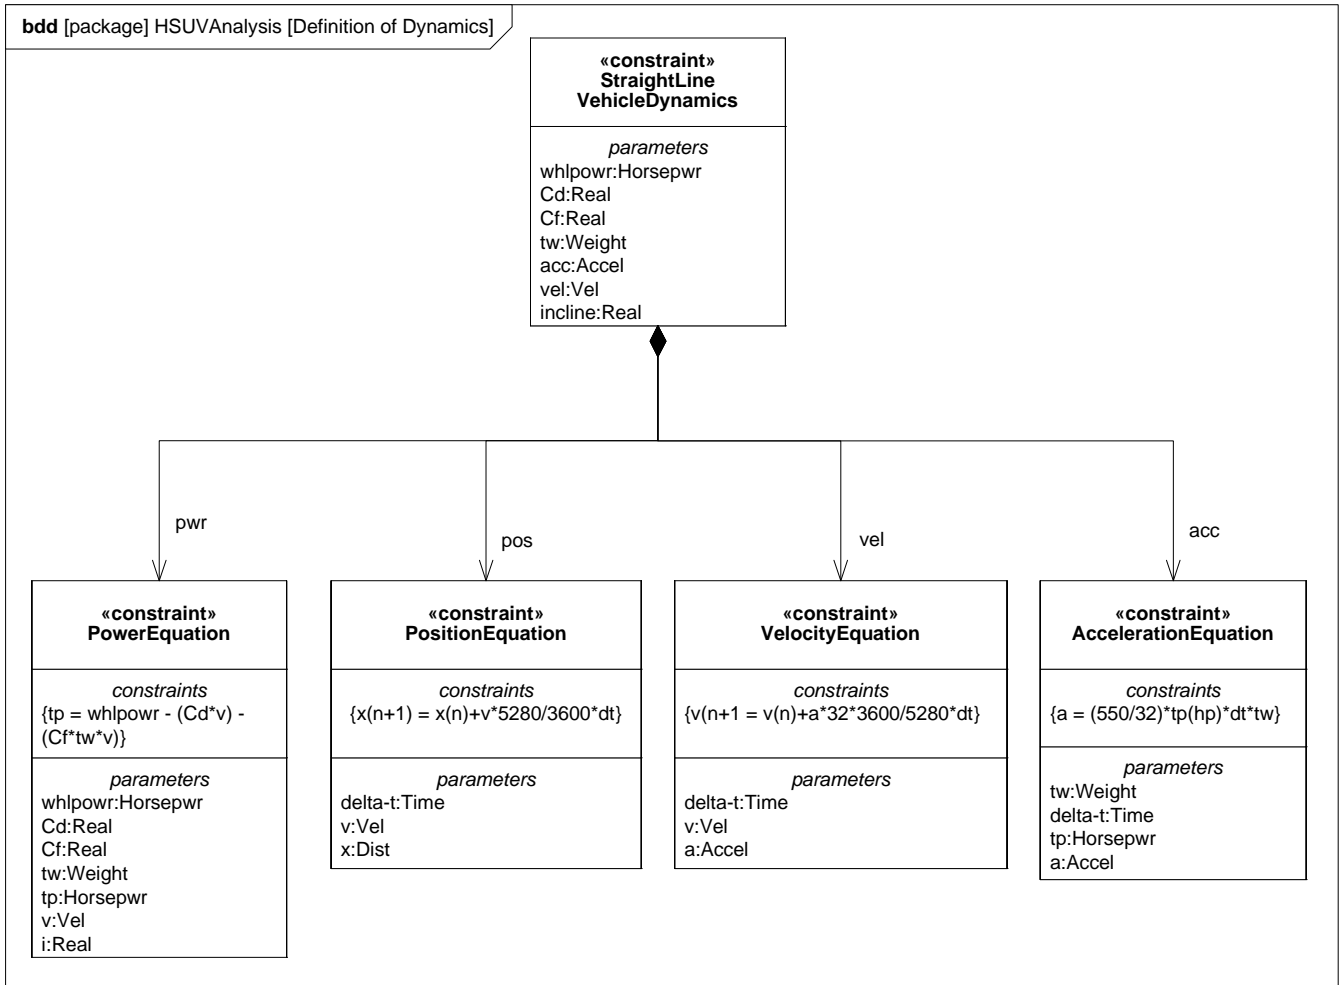 bdd [package] HSUVAnalysis [Definition of Dynamics]
«constraint»
StraightLine
VehicleDynamics
parameters
whlpowr:Horsepwr
Cd:Real
Cf:Real
tw:Weight
acc:Accel
vel:Vel
incline:Real
pwr
pos
vel
acc
«constraint»
PowerEquation
constraints
{tp = whlpowr - (Cd*v) -
(Cf*tw*v)}
parameters
whlpowr:Horsepwr
Cd:Real
Cf:Real
tw:Weight
tp:Horsepwr
v:Vel
i:Real
«constraint»
PositionEquation
constraints
{x(n+1) = x(n)+v*5280/3600*dt}
parameters
delta-t:Time
v:Vel
x:Dist
«constraint»
VelocityEquation
constraints
{v(n+1 = v(n)+a*32*3600/5280*dt}
parameters
delta-t:Time
v:Vel
a:Accel
«constraint»
AccelerationEquation
constraints
{a = (550/32)*tp(hp)*dt*tw}
parameters
tw:Weight
delta-t:Time
tp:Horsepwr
a:Accel